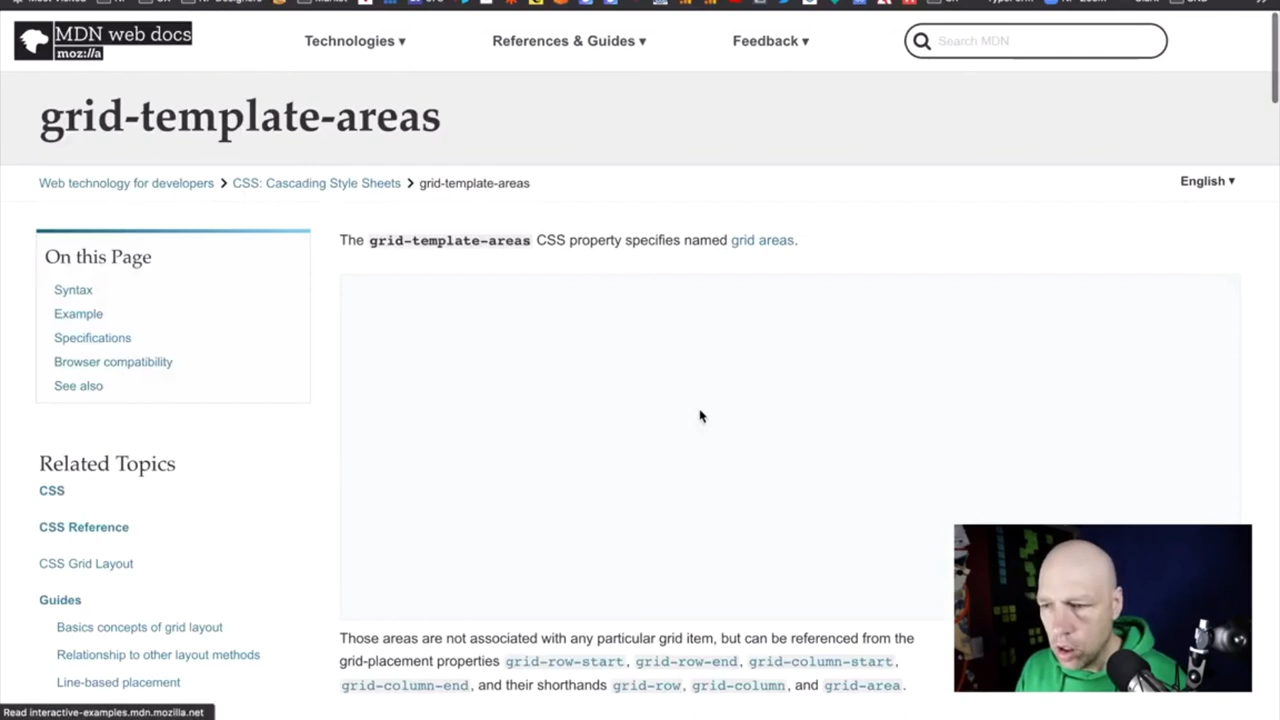 MDN web docs
moz://a
Technologies ▾
References & Guides ▾
Feedback ▾
Search MDN
grid-template-areas
Web technology for developers > CSS: Cascading Style Sheets > grid-template-areas
English ▾
On this Page
Syntax
Example
Specifications
Browser compatibility
See also
Related Topics
CSS
CSS Reference
CSS Grid Layout
Guides
Basics concepts of grid layout
Relationship to other layout methods
Line-based placement
The grid-template-areas CSS property specifies named grid areas.
Those areas are not associated with any particular grid item, but can be referenced from the
grid-placement properties grid-row-start, grid-row-end, grid-column-start,
grid-column-end, and their shorthands grid-row, grid-column, and grid-area.
Read interactive-examples.mdn.mozilla.net